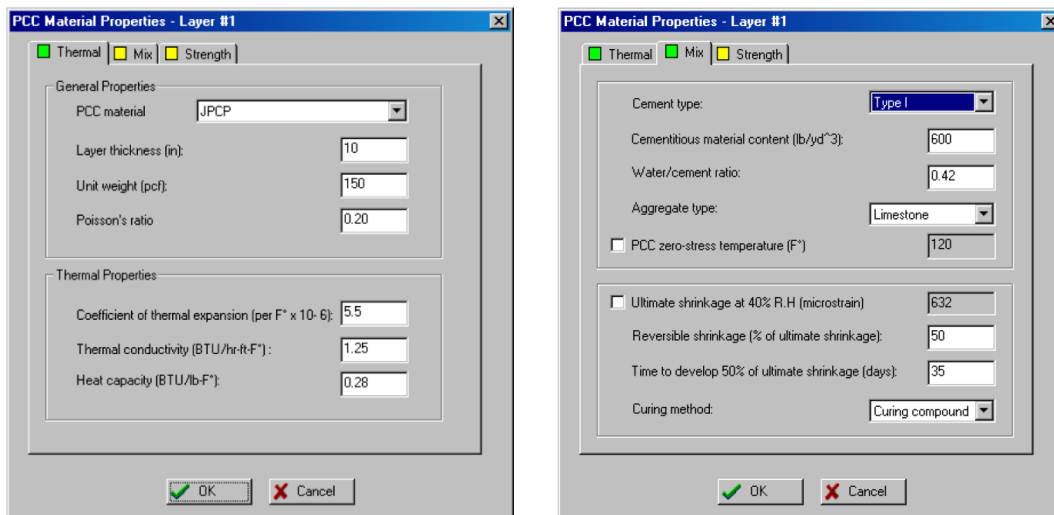 PCC Material Properties - Layer #1
Thermal Mix Strength
General Properties
PCC material JPCP
Layer thickness (in): 10
Unit weight (pcf): 150
Poisson's ratio 0.20
Thermal Properties
Coefficient of thermal expansion (per F° x 10- 6): 5.5
Thermal conductivity (BTU/hr-ft-F°) : 1.25
Heat capacity (BTU/lb-F°): 0.28
OK Cancel
PCC Material Properties - Layer #1
Thermal Mix Strength
Cement type: Type I
Cementitious material content (lb/yd^3): 600
Water/cement ratio: 0.42
Aggregate type: Limestone
PCC zero-stress temperature (F°) 120
Ultimate shrinkage at 40% R.H (microstrain) 632
Reversible shrinkage (% of ultimate shrinkage): 50
Time to develop 50% of ultimate shrinkage (days): 35
Curing method: Curing compound
OK Cancel